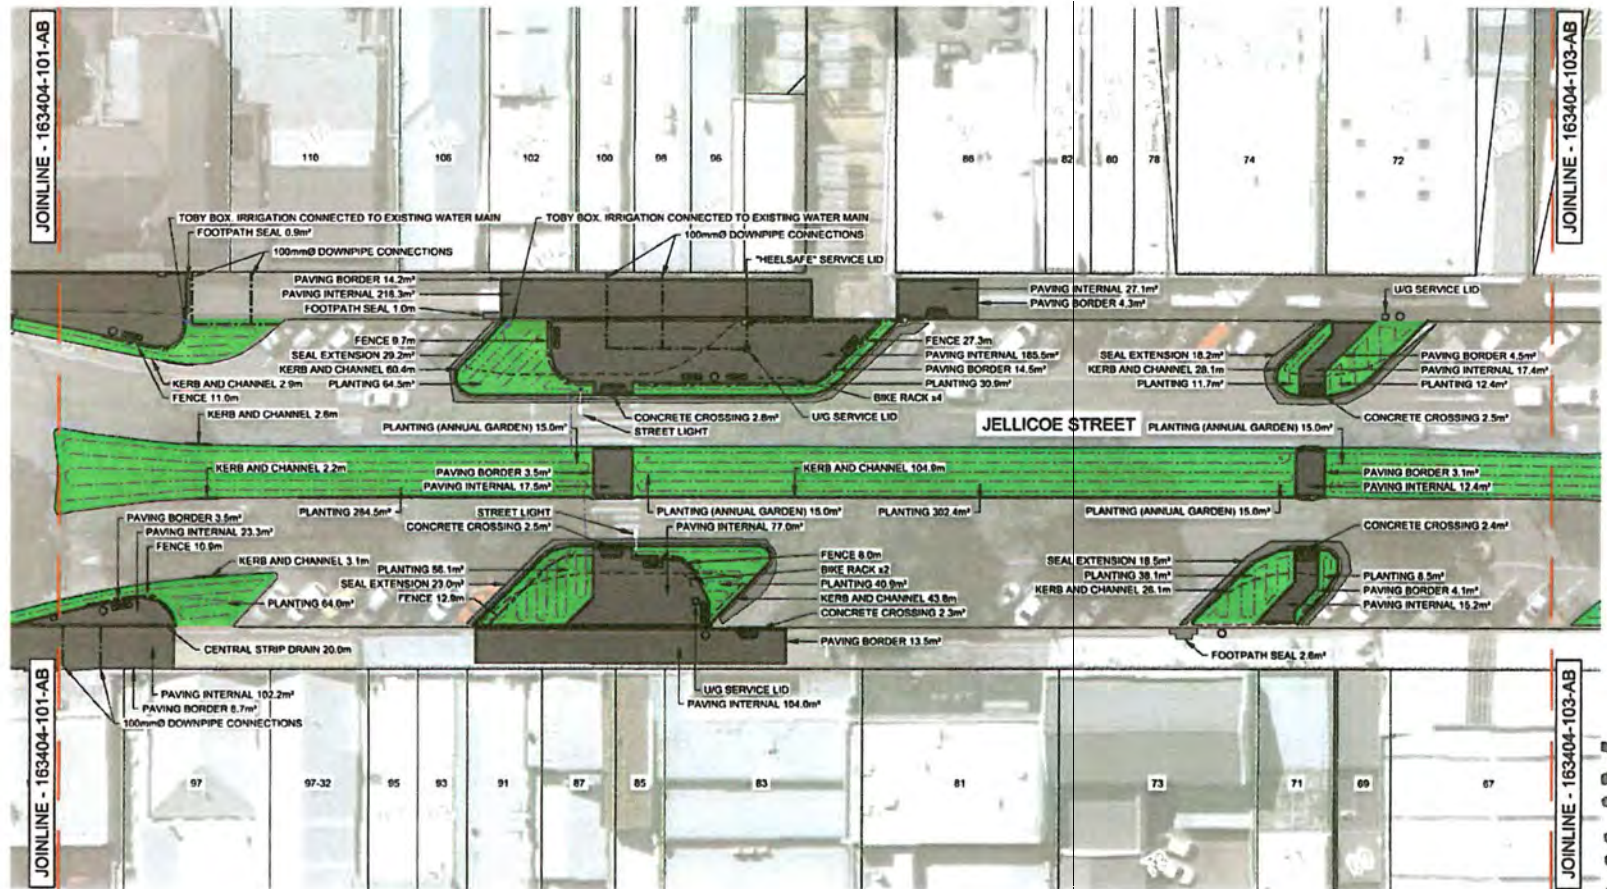 JOINLINE - 163404-101-AB
JOINLINE - 163404-103-AB
110
106
102
100
98
96
86
82
80
78
74
72
TOBY BOX. IRRIGATION CONNECTED TO EXISTING WATER MAIN
FOOTPATH SEAL 0.9m²
100mmØ DOWNPIPE CONNECTIONS
TOBY BOX. IRRIGATION CONNECTED TO EXISTING WATER MAIN
100mmØ DOWNPIPE CONNECTIONS
"HEELSAFE" SERVICE LID
PAVING BORDER 14.2m²
PAVING INTERNAL 218.3m²
FOOTPATH SEAL 1.0m²
PAVING INTERNAL 27.1m²
PAVING BORDER 4.3m²
U/G SERVICE LID
FENCE 9.7m
SEAL EXTENSION 29.2m²
KERB AND CHANNEL 60.4m
PLANTING 64.5m²
FENCE 27.3m
PAVING INTERNAL 185.5m²
PAVING BORDER 14.5m²
PLANTING 30.9m²
BIKE RACK x4
SEAL EXTENSION 18.2m²
KERB AND CHANNEL 28.1m
PLANTING 11.7m²
PAVING BORDER 4.5m²
PAVING INTERNAL 17.4m²
PLANTING 12.4m²
KERB AND CHANNEL 2.9m
FENCE 11.0m
KERB AND CHANNEL 2.6m
CONCRETE CROSSING 2.6m²
U/G SERVICE LID
STREET LIGHT
CONCRETE CROSSING 2.5m²
JELLICOE STREET
PLANTING (ANNUAL GARDEN) 15.0m²
PLANTING (ANNUAL GARDEN) 15.0m²
KERB AND CHANNEL 2.2m
PAVING BORDER 3.5m²
PAVING INTERNAL 17.5m²
KERB AND CHANNEL 104.9m
PAVING BORDER 3.1m²
PAVING INTERNAL 12.4m²
PLANTING 284.5m²
STREET LIGHT
CONCRETE CROSSING 2.5m²
PLANTING (ANNUAL GARDEN) 15.0m²
PAVING INTERNAL 77.0m²
PLANTING 302.4m²
PLANTING (ANNUAL GARDEN) 15.0m²
CONCRETE CROSSING 2.4m²
PAVING BORDER 3.5m²
PAVING INTERNAL 23.3m²
FENCE 10.9m
KERB AND CHANNEL 3.1m
PLANTING 64.0m²
PLANTING 56.1m²
SEAL EXTENSION 23.0m²
FENCE 12.9m
FENCE 8.0m
BIKE RACK x2
PLANTING 40.9m²
KERB AND CHANNEL 43.8m
CONCRETE CROSSING 2.3m²
SEAL EXTENSION 18.5m²
PLANTING 38.1m²
KERB AND CHANNEL 26.1m
PLANTING 8.5m²
PAVING BORDER 4.1m²
PAVING INTERNAL 15.2m²
CENTRAL STRIP DRAIN 20.0m
PAVING BORDER 13.5m²
FOOTPATH SEAL 2.6m²
PAVING INTERNAL 102.2m²
PAVING BORDER 8.7m²
100mmØ DOWNPIPE CONNECTIONS
U/G SERVICE LID
PAVING INTERNAL 104.0m²
JOINLINE - 163404-101-AB
JOINLINE - 163404-103-AB
97
97-32
95
93
91
87
85
83
81
73
71
69
67